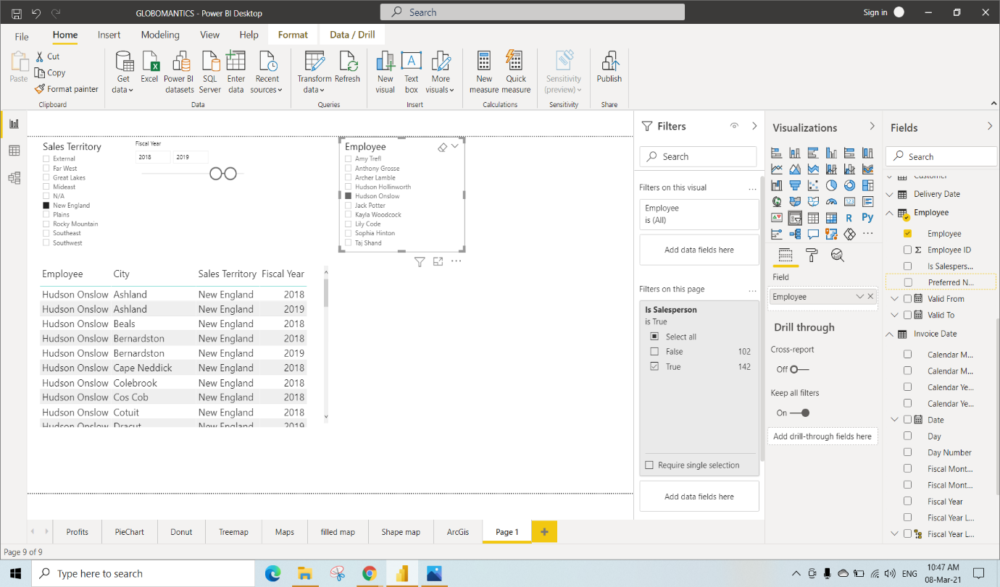 GLOBOMANTICS - Power BI Desktop
Search
Sign in
File
Home
Insert
Modeling
View
Help
Format
Data / Drill
Paste
Cut
Copy
Format painter
Clipboard
Get data
Excel
Power BI datasets
SQL Server
Enter data
Recent sources
Data
Transform data
Refresh
Queries
New visual
Text box
More visuals
Insert
New measure
Quick measure
Calculations
Sensitivity (preview)
Sensitivity
Publish
Share
Sales Territory
External
Far West
Great Lakes
Mideast
N/A
New England
Plains
Rocky Mountain
Southeast
Southwest
Fiscal Year
2018
2019
Employee
Amy Trefl
Anthony Grosse
Archer Lamble
Hudson Hollinworth
Hudson Onslow
Jack Potter
Kayla Woodcock
Lily Code
Sophia Hinton
Taj Shand
Employee City Sales Territory Fiscal Year
Hudson Onslow Ashland New England 2018
Hudson Onslow Ashland New England 2019
Hudson Onslow Beals New England 2018
Hudson Onslow Bernardston New England 2018
Hudson Onslow Bernardston New England 2019
Hudson Onslow Cape Neddick New England 2018
Hudson Onslow Colebrook New England 2018
Hudson Onslow Cos Cob New England 2018
Hudson Onslow Cotuit New England 2018
Hudson Onslow Dracut New England 2019
Filters
Search
Filters on this visual
Employee
is (All)
Add data fields here
Filters on this page
Is Salesperson
is True
Select all
False 102
True 142
Require single selection
Add data fields here
Visualizations
R
Py
123
Field
Employee
Drill through
Cross-report
Off
Keep all filters
On
Add drill-through fields here
Fields
Search
Customer
Delivery Date
Employee
Employee
Employee ID
Is Salespers...
Preferred N...
Valid From
Valid To
Invoice Date
Calendar M...
Calendar M...
Calendar Ye...
Calendar Ye...
Date
Day
Day Number
Fiscal Mont...
Fiscal Mont...
Fiscal Year
Fiscal Year L...
Fiscal Year L...
Profits
PieChart
Donut
Treemap
Maps
filled map
Shape map
ArcGis
Page 1
Page 9 of 9
Type here to search
ENG
10:47 AM
08-Mar-21